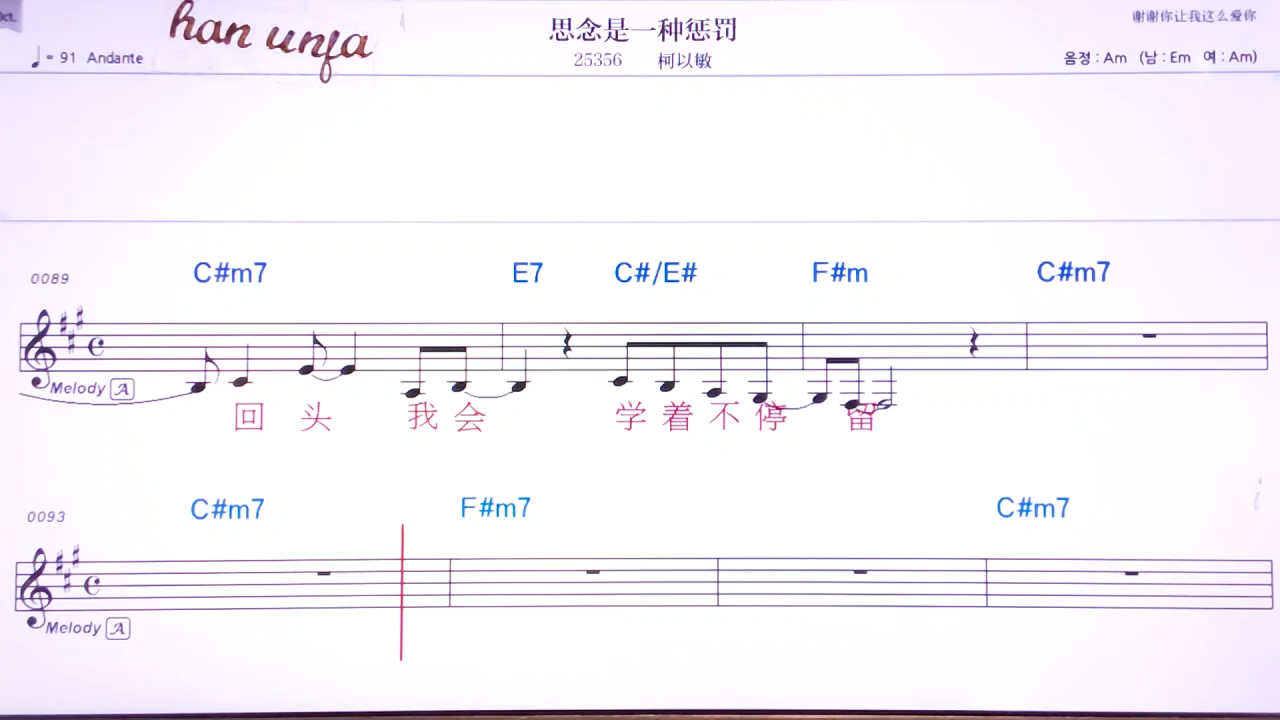 han unfa
思念是一种惩罚
谢谢你让我这么爱你
♩= 91 Andante
25356 柯以敏
음정 : Am (남 : Em 여 : Am)
0089 C#m7 E7 C#/E# F#m C#m7
Melody A
回 头 我 会 学 着 不 停 留
0093 C#m7 F#m7 C#m7
Melody A